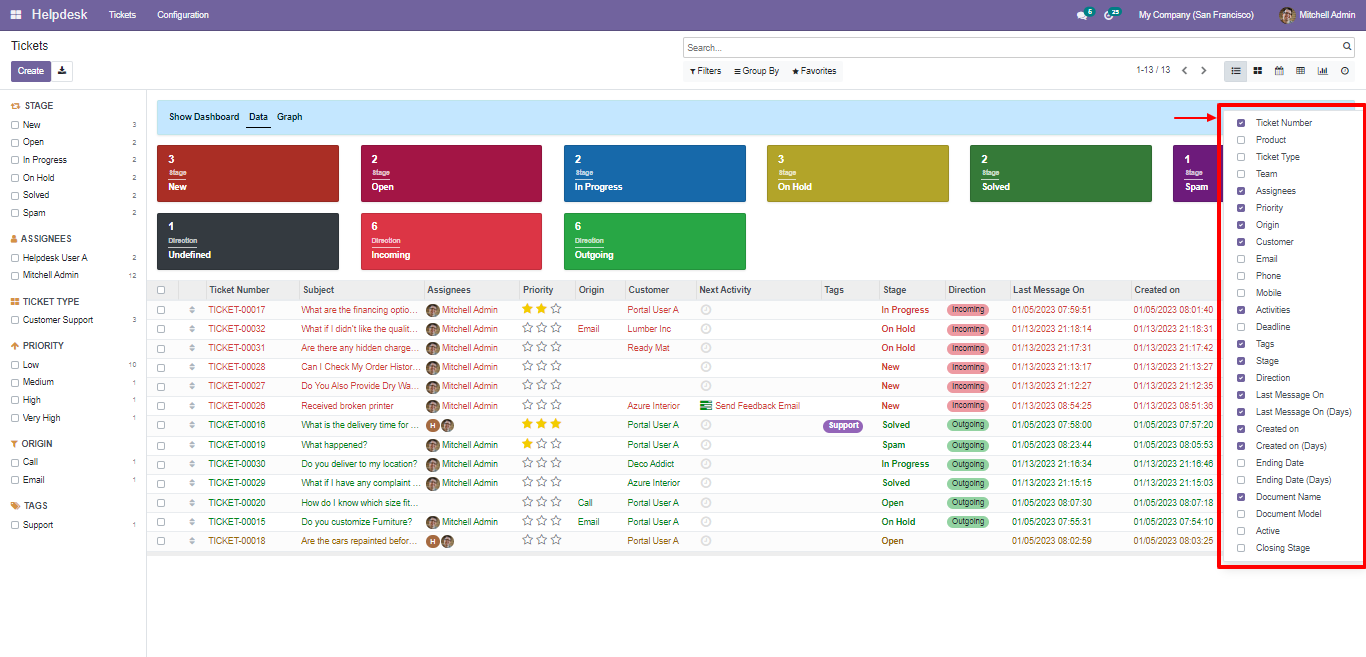 Helpdesk Tickets Configuration 6 25 My Company (San Francisco) Mitchell Admin
Tickets
Search...
Create
Filters Group By Favorites 1-13 / 13
STAGE
New 3
Open 2
In Progress 2
On Hold 2
Solved 2
Spam 2
ASSIGNEES
Helpdesk User A 2
Mitchell Admin 12
TICKET TYPE
Customer Support 3
PRIORITY
Low 10
Medium 1
High 1
Very High 1
ORIGIN
Call 1
Email 1
TAGS
Support 1
Show Dashboard Data Graph
3
Stage
New
2
Stage
Open
2
Stage
In Progress
3
Stage
On Hold
2
Stage
Solved
1
Stage
Spam
1
Direction
Undefined
6
Direction
Incoming
6
Direction
Outgoing
Ticket Number Subject Assignees Priority Origin Customer Next Activity Tags Stage Direction Last Message On Created on
TICKET-00017 What are the financing optio... Mitchell Admin Portal User A In Progress Incoming 01/05/2023 07:59:51 01/05/2023 08:01:40
TICKET-00032 What if I didn't like the qualit... Mitchell Admin Email Lumber Inc On Hold Incoming 01/13/2023 21:18:14 01/13/2023 21:18:31
TICKET-00031 Are there any hidden charge... Mitchell Admin Ready Mat On Hold Incoming 01/13/2023 21:17:31 01/13/2023 21:17:42
TICKET-00028 Can I Check My Order Histor... Mitchell Admin New Incoming 01/13/2023 21:13:17 01/13/2023 21:13:27
TICKET-00027 Do You Also Provide Dry Wa... Mitchell Admin New Incoming 01/13/2023 21:12:27 01/13/2023 21:12:35
TICKET-00026 Received broken printer Mitchell Admin Azure Interior Send Feedback Email New Incoming 01/13/2023 08:54:25 01/13/2023 08:51:36
TICKET-00016 What is the delivery time for ... H Portal User A Support Solved Outgoing 01/05/2023 07:58:00 01/05/2023 07:57:20
TICKET-00019 What happened? Mitchell Admin Portal User A Spam Outgoing 01/05/2023 08:23:44 01/05/2023 08:05:53
TICKET-00030 Do you deliver to my location? Mitchell Admin Deco Addict In Progress Outgoing 01/13/2023 21:16:34 01/13/2023 21:16:46
TICKET-00029 What if I have any complaint ... Mitchell Admin Azure Interior Solved Outgoing 01/13/2023 21:15:15 01/13/2023 21:15:03
TICKET-00020 How do I know which size fit... Call Portal User A Open Outgoing 01/05/2023 08:07:30 01/05/2023 08:07:18
TICKET-00015 Do you customize Furniture? Mitchell Admin Email Portal User A On Hold Outgoing 01/05/2023 07:55:31 01/05/2023 07:54:10
TICKET-00018 Are the cars repainted befor... H Portal User A Open 01/05/2023 08:02:59 01/05/2023 08:03:25
Ticket Number
Product
Ticket Type
Team
Assignees
Priority
Origin
Customer
Email
Phone
Mobile
Activities
Deadline
Tags
Stage
Direction
Last Message On
Last Message On (Days)
Created on
Created on (Days)
Ending Date
Ending Date (Days)
Document Name
Document Model
Active
Closing Stage